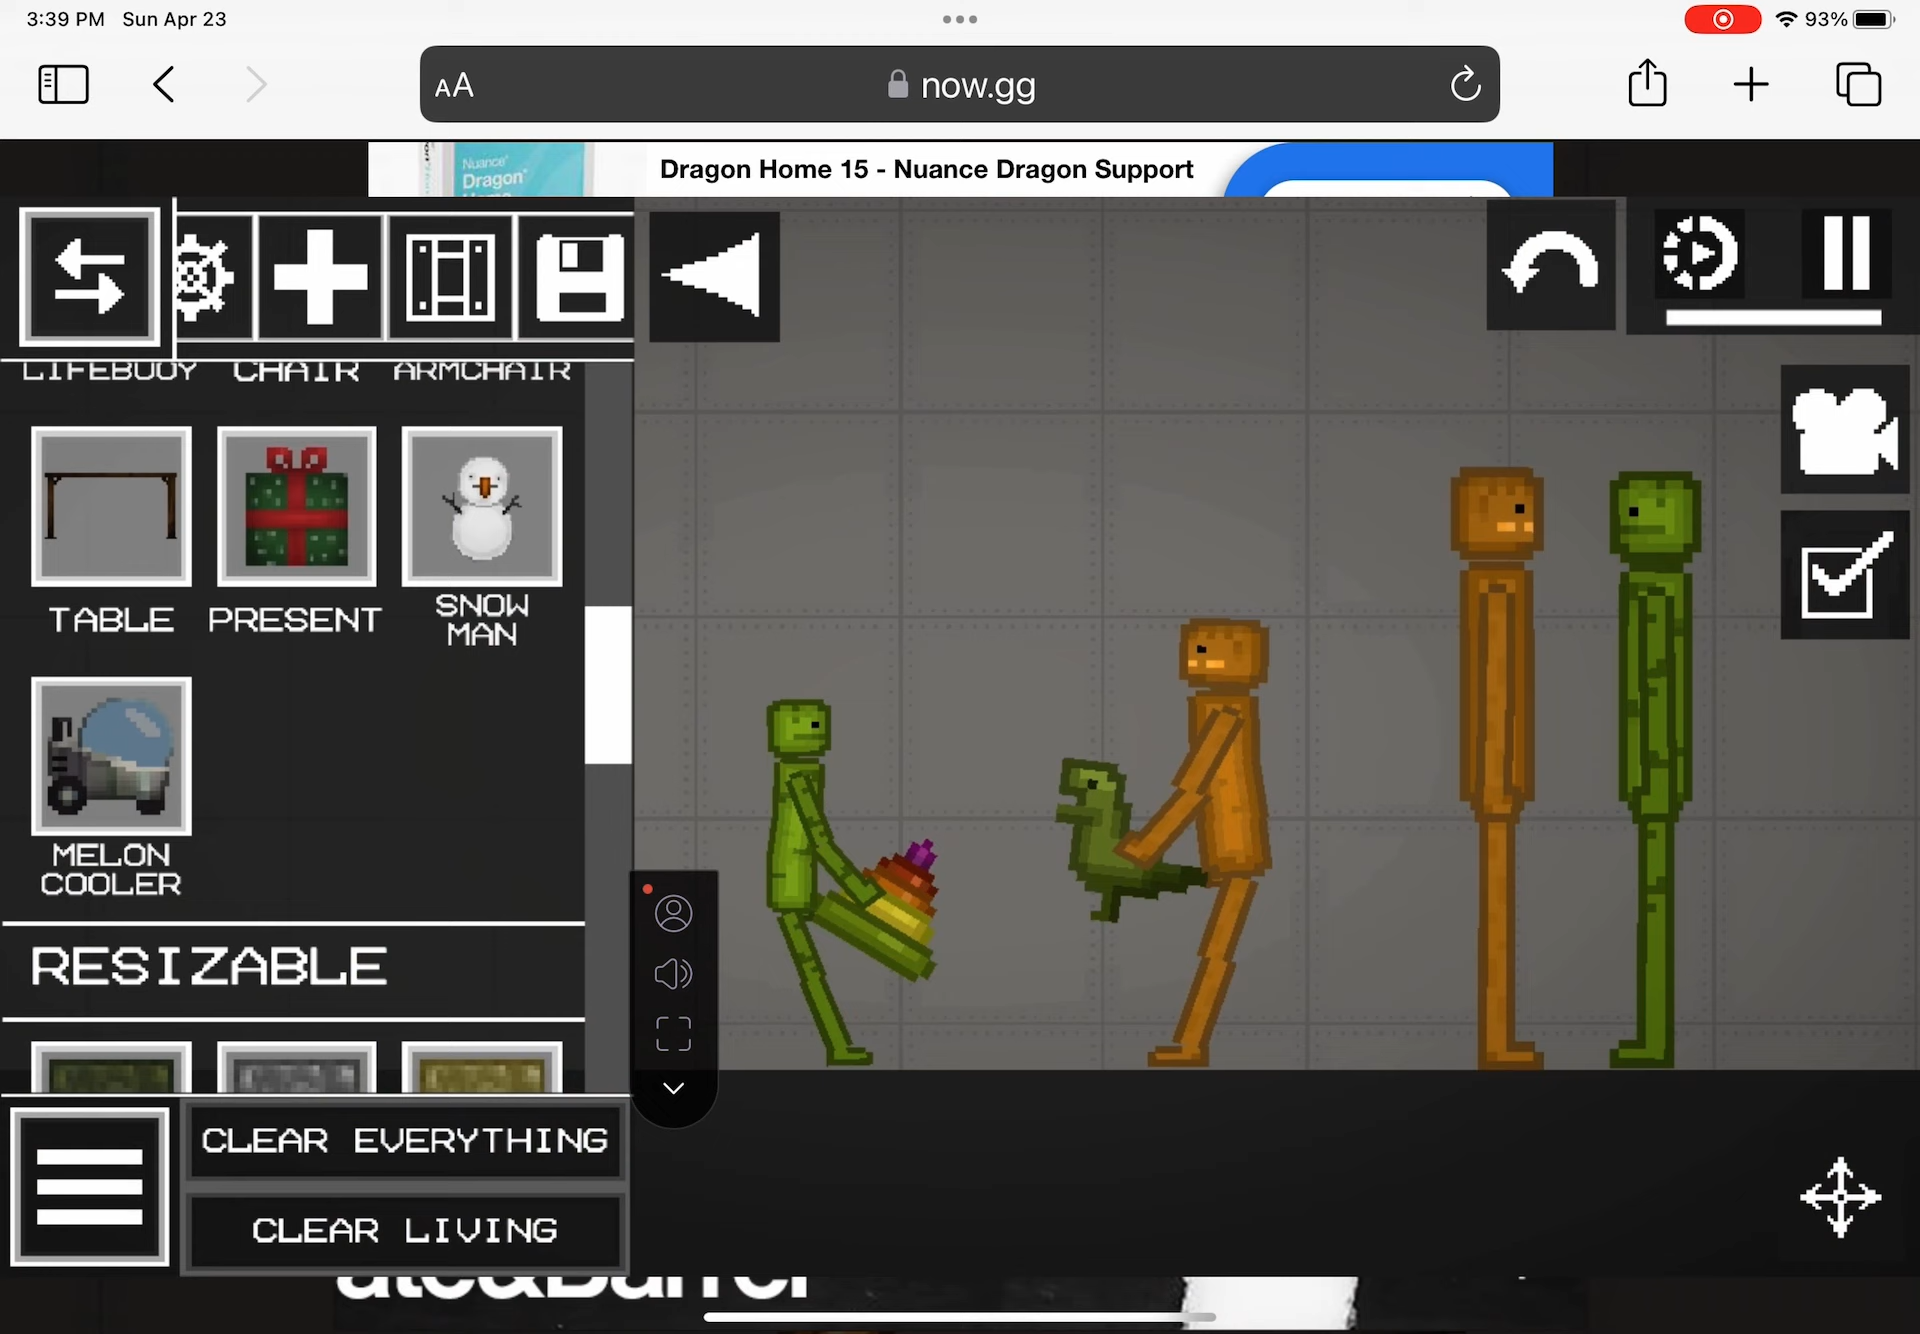 3:39 PM Sun Apr 23
93%
AA
now.gg
Nuance
Dragon
Dragon Home 15 - Nuance Dragon Support
LIFEBUOY CHAIR ARMCHAIR
TABLE PRESENT SNOW
MAN
MELON
COOLER
RESIZABLE
CLEAR EVERYTHING
CLEAR LIVING